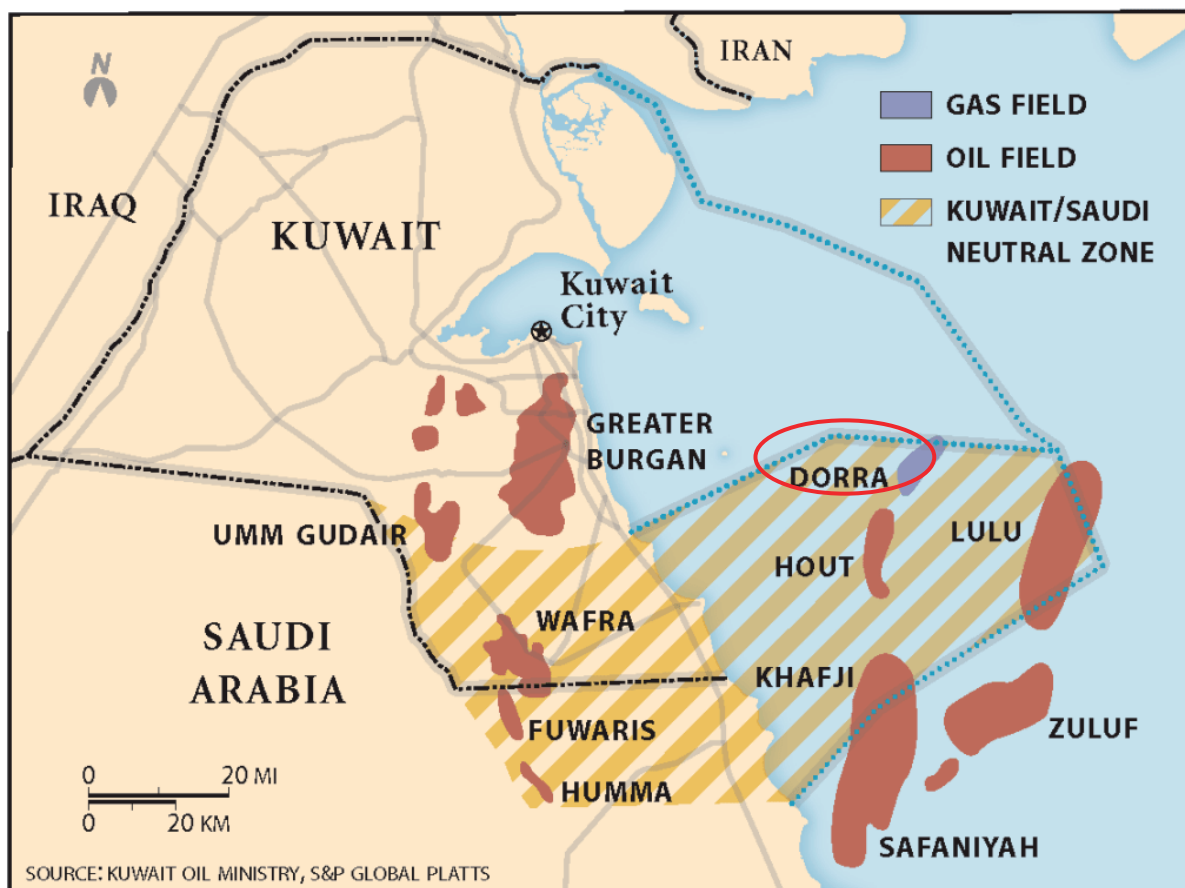 N
IRAN
GAS FIELD
OIL FIELD
KUWAIT/SAUDI
NEUTRAL ZONE
IRAQ
KUWAIT
Kuwait
City
GREATER
BURGAN
DORRA
UMM GUDAIR
LULU
HOUT
WAFRA
SAUDI
ARABIA
KHAFJI
FUWARIS
ZULUF
HUMMA
0 20 MI
0 20 KM
SAFANIYAH
SOURCE: KUWAIT OIL MINISTRY, S&P GLOBAL PLATTS